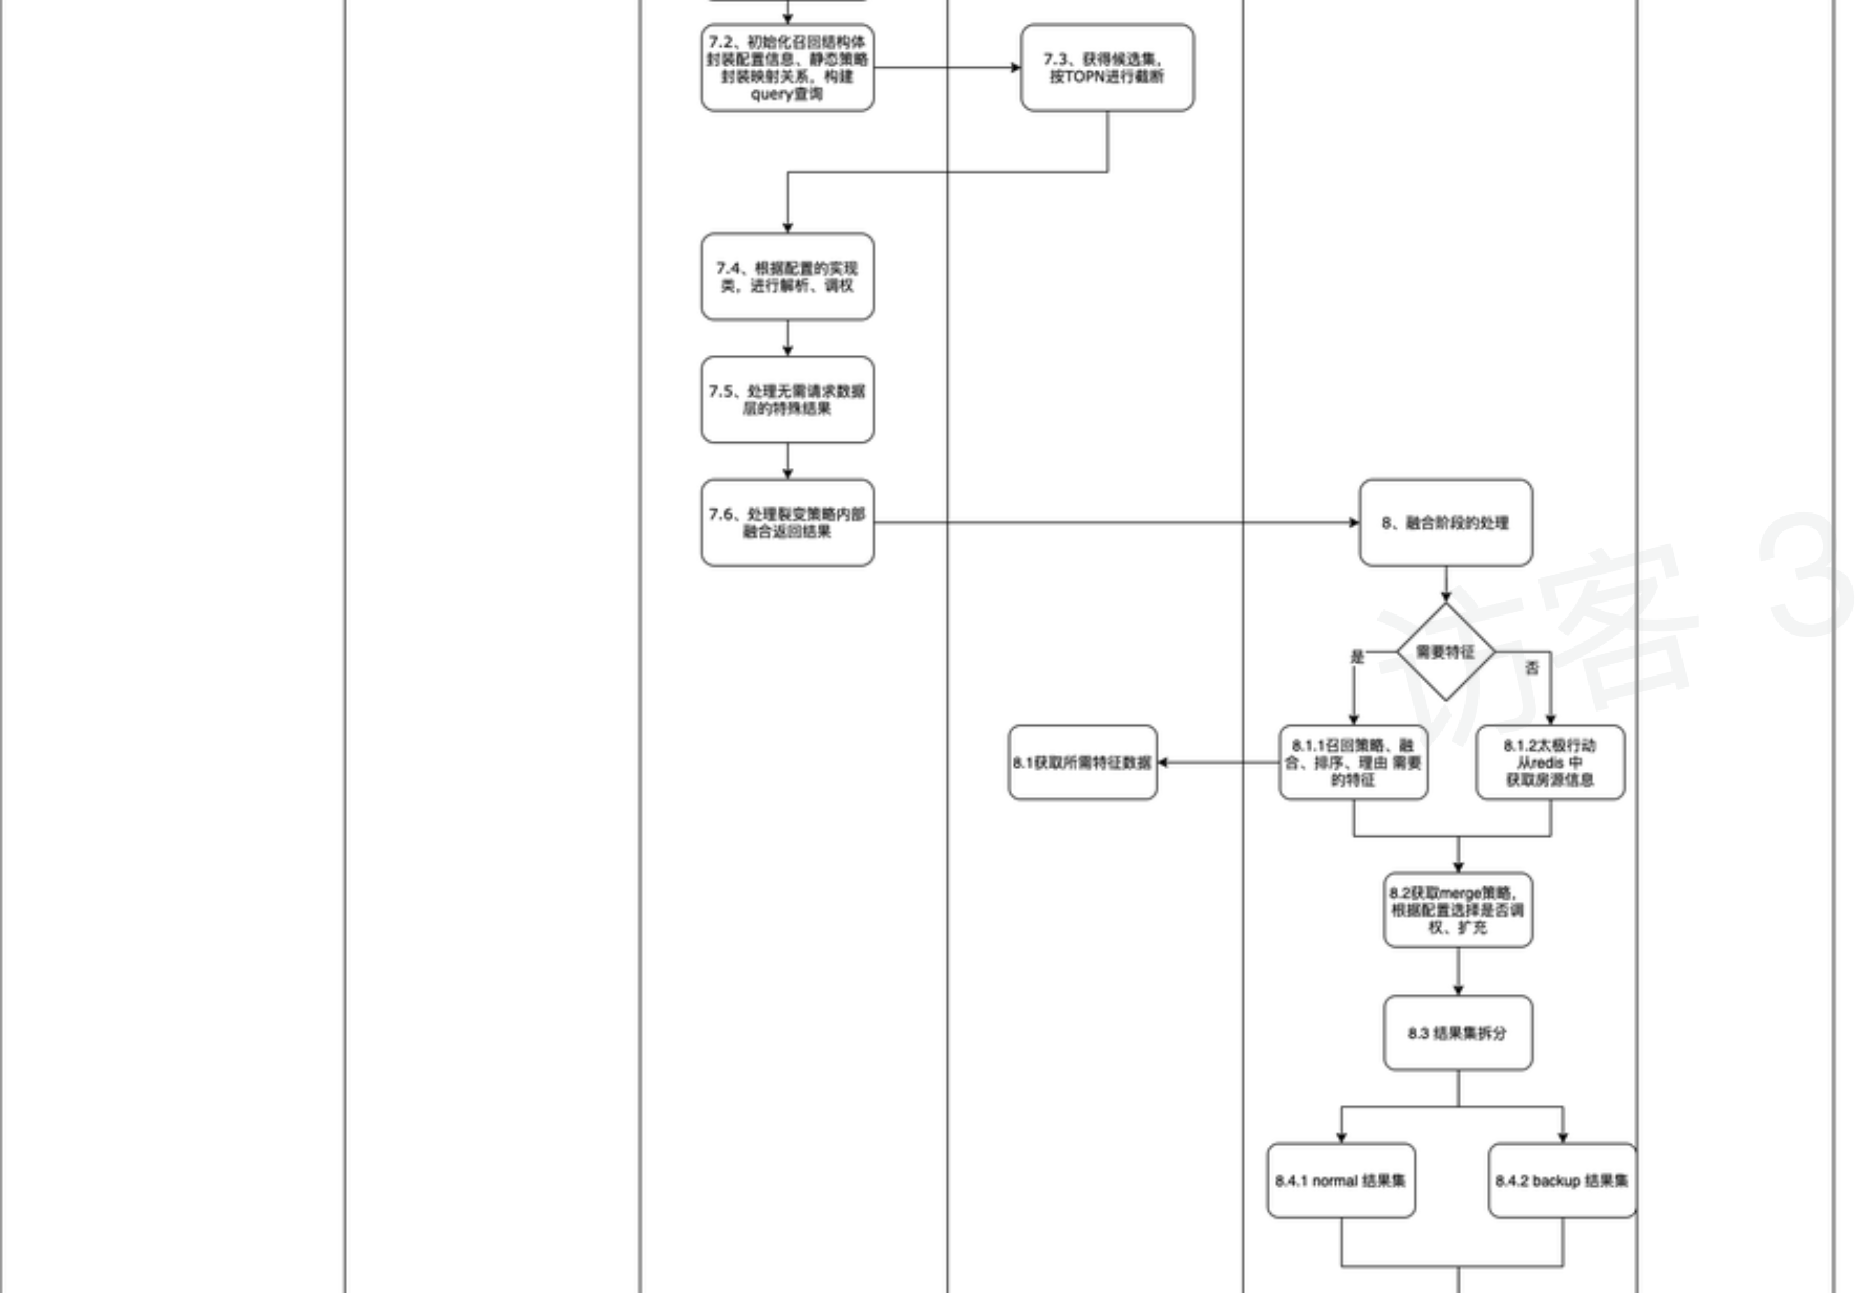 7.2、初始化召回结构体
封装配置信息、静态策略
封装映射关系，构建
query查询
7.3、获得候选集，
按TOPN进行截断
7.4、根据配置的实现
类，进行解析、调权
7.5、处理无需请求数据
层的特殊结果
7.6、处理裂变策略内部
融合返回结果
8、融合阶段的处理
需要特征
是
否
8.1获取所需特征数据
8.1.1召回策略、融
合、排序、理由 需要
的特征
8.1.2太极行动
从redis 中
获取房源信息
8.2获取merge策略，
根据配置选择是否调
权、扩充
8.3 结果集拆分
8.4.1 normal 结果集
8.4.2 backup 结果集
访客 3